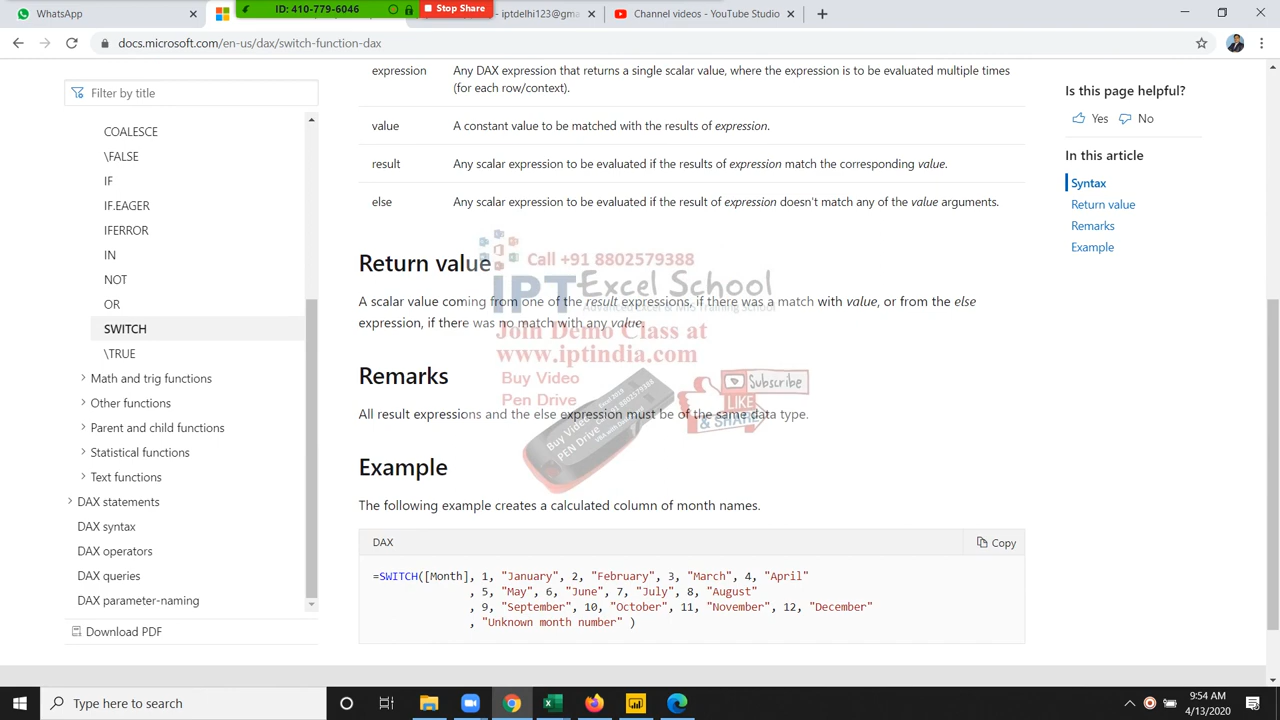 WhatsApp
ID: 410-779-6046
Stop Share
- iptdelhi123@gma
Channel videos - YouTube Studio
docs.microsoft.com/en-us/dax/switch-function-dax
Filter by title
COALESCE
\FALSE
IF
IF.EAGER
IFERROR
IN
NOT
OR
SWITCH
\TRUE
Math and trig functions
Other functions
Parent and child functions
Statistical functions
Text functions
DAX statements
DAX syntax
DAX operators
DAX queries
DAX parameter-naming
Download PDF
expression Any DAX expression that returns a single scalar value, where the expression is to be evaluated multiple times
(for each row/context).
value A constant value to be matched with the results of expression.
result Any scalar expression to be evaluated if the results of expression match the corresponding value.
else Any scalar expression to be evaluated if the result of expression doesn't match any of the value arguments.
Return value
A scalar value coming from one of the result expressions, if there was a match with value, or from the else
expression, if there was no match with any value.
Remarks
All result expressions and the else expression must be of the same data type.
Example
The following example creates a calculated column of month names.
DAX
Copy
=SWITCH([Month], 1, "January", 2, "February", 3, "March", 4, "April"
, 5, "May", 6, "June", 7, "July", 8, "August"
, 9, "September", 10, "October", 11, "November", 12, "December"
, "Unknown month number" )
Call +91 8802579388
IPT Excel School
Advanced Excel & MIS Training School
Join Demo Class at
www.iptindia.com
Buy Video
Pen Drive
Subscribe
LIKE
& SHARE
Is this page helpful?
Yes No
In this article
Syntax
Return value
Remarks
Example
Type here to search
9:54 AM
4/13/2020